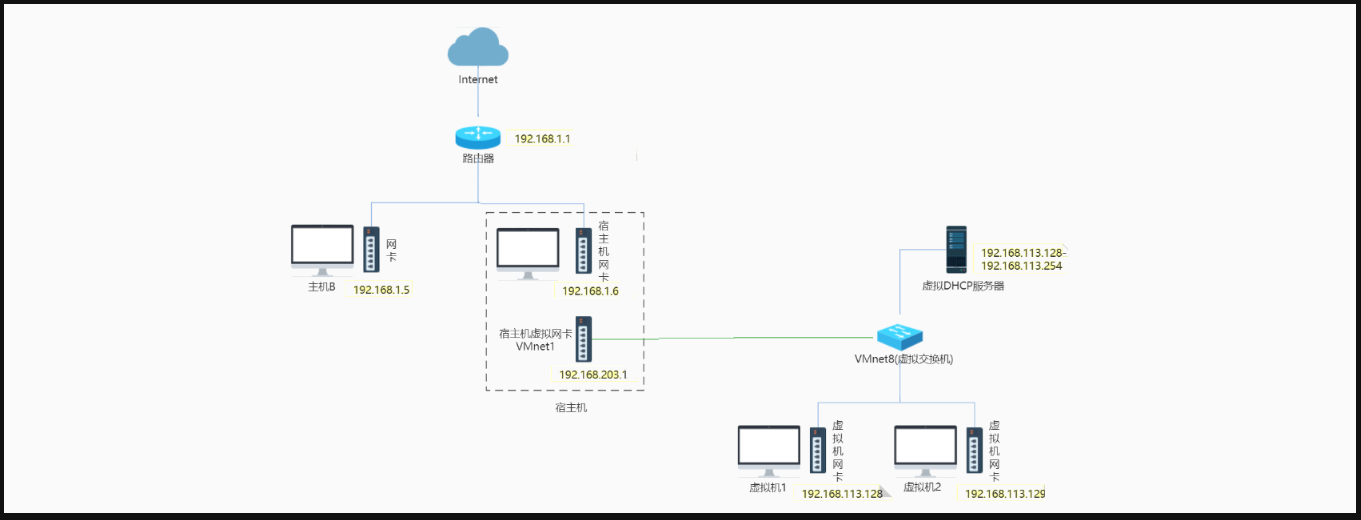 Internet
192.168.1.1
路由器
网卡
主机B
192.168.1.5
宿主机网卡
192.168.1.6
宿主机虚拟网卡
VMnet1
192.168.203.1
宿主机
192.168.113.128-
192.168.113.254
虚拟DHCP服务器
VMnet8(虚拟交换机)
虚拟机网卡
虚拟机1
192.168.113.128
虚拟机网卡
虚拟机2
192.168.113.129